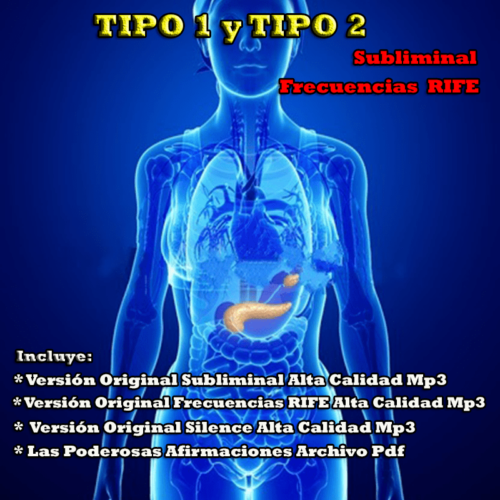 TIPO 1 y TIPO 2
Subliminal
Frecuencias RIFE
Incluye:
* Versión Original Subliminal Alta Calidad Mp3
* Versión Original Frecuencias RIFE Alta Calidad Mp3
* Versión Original Silence Alta Calidad Mp3
* Las Poderosas Afirmaciones Archivo Pdf